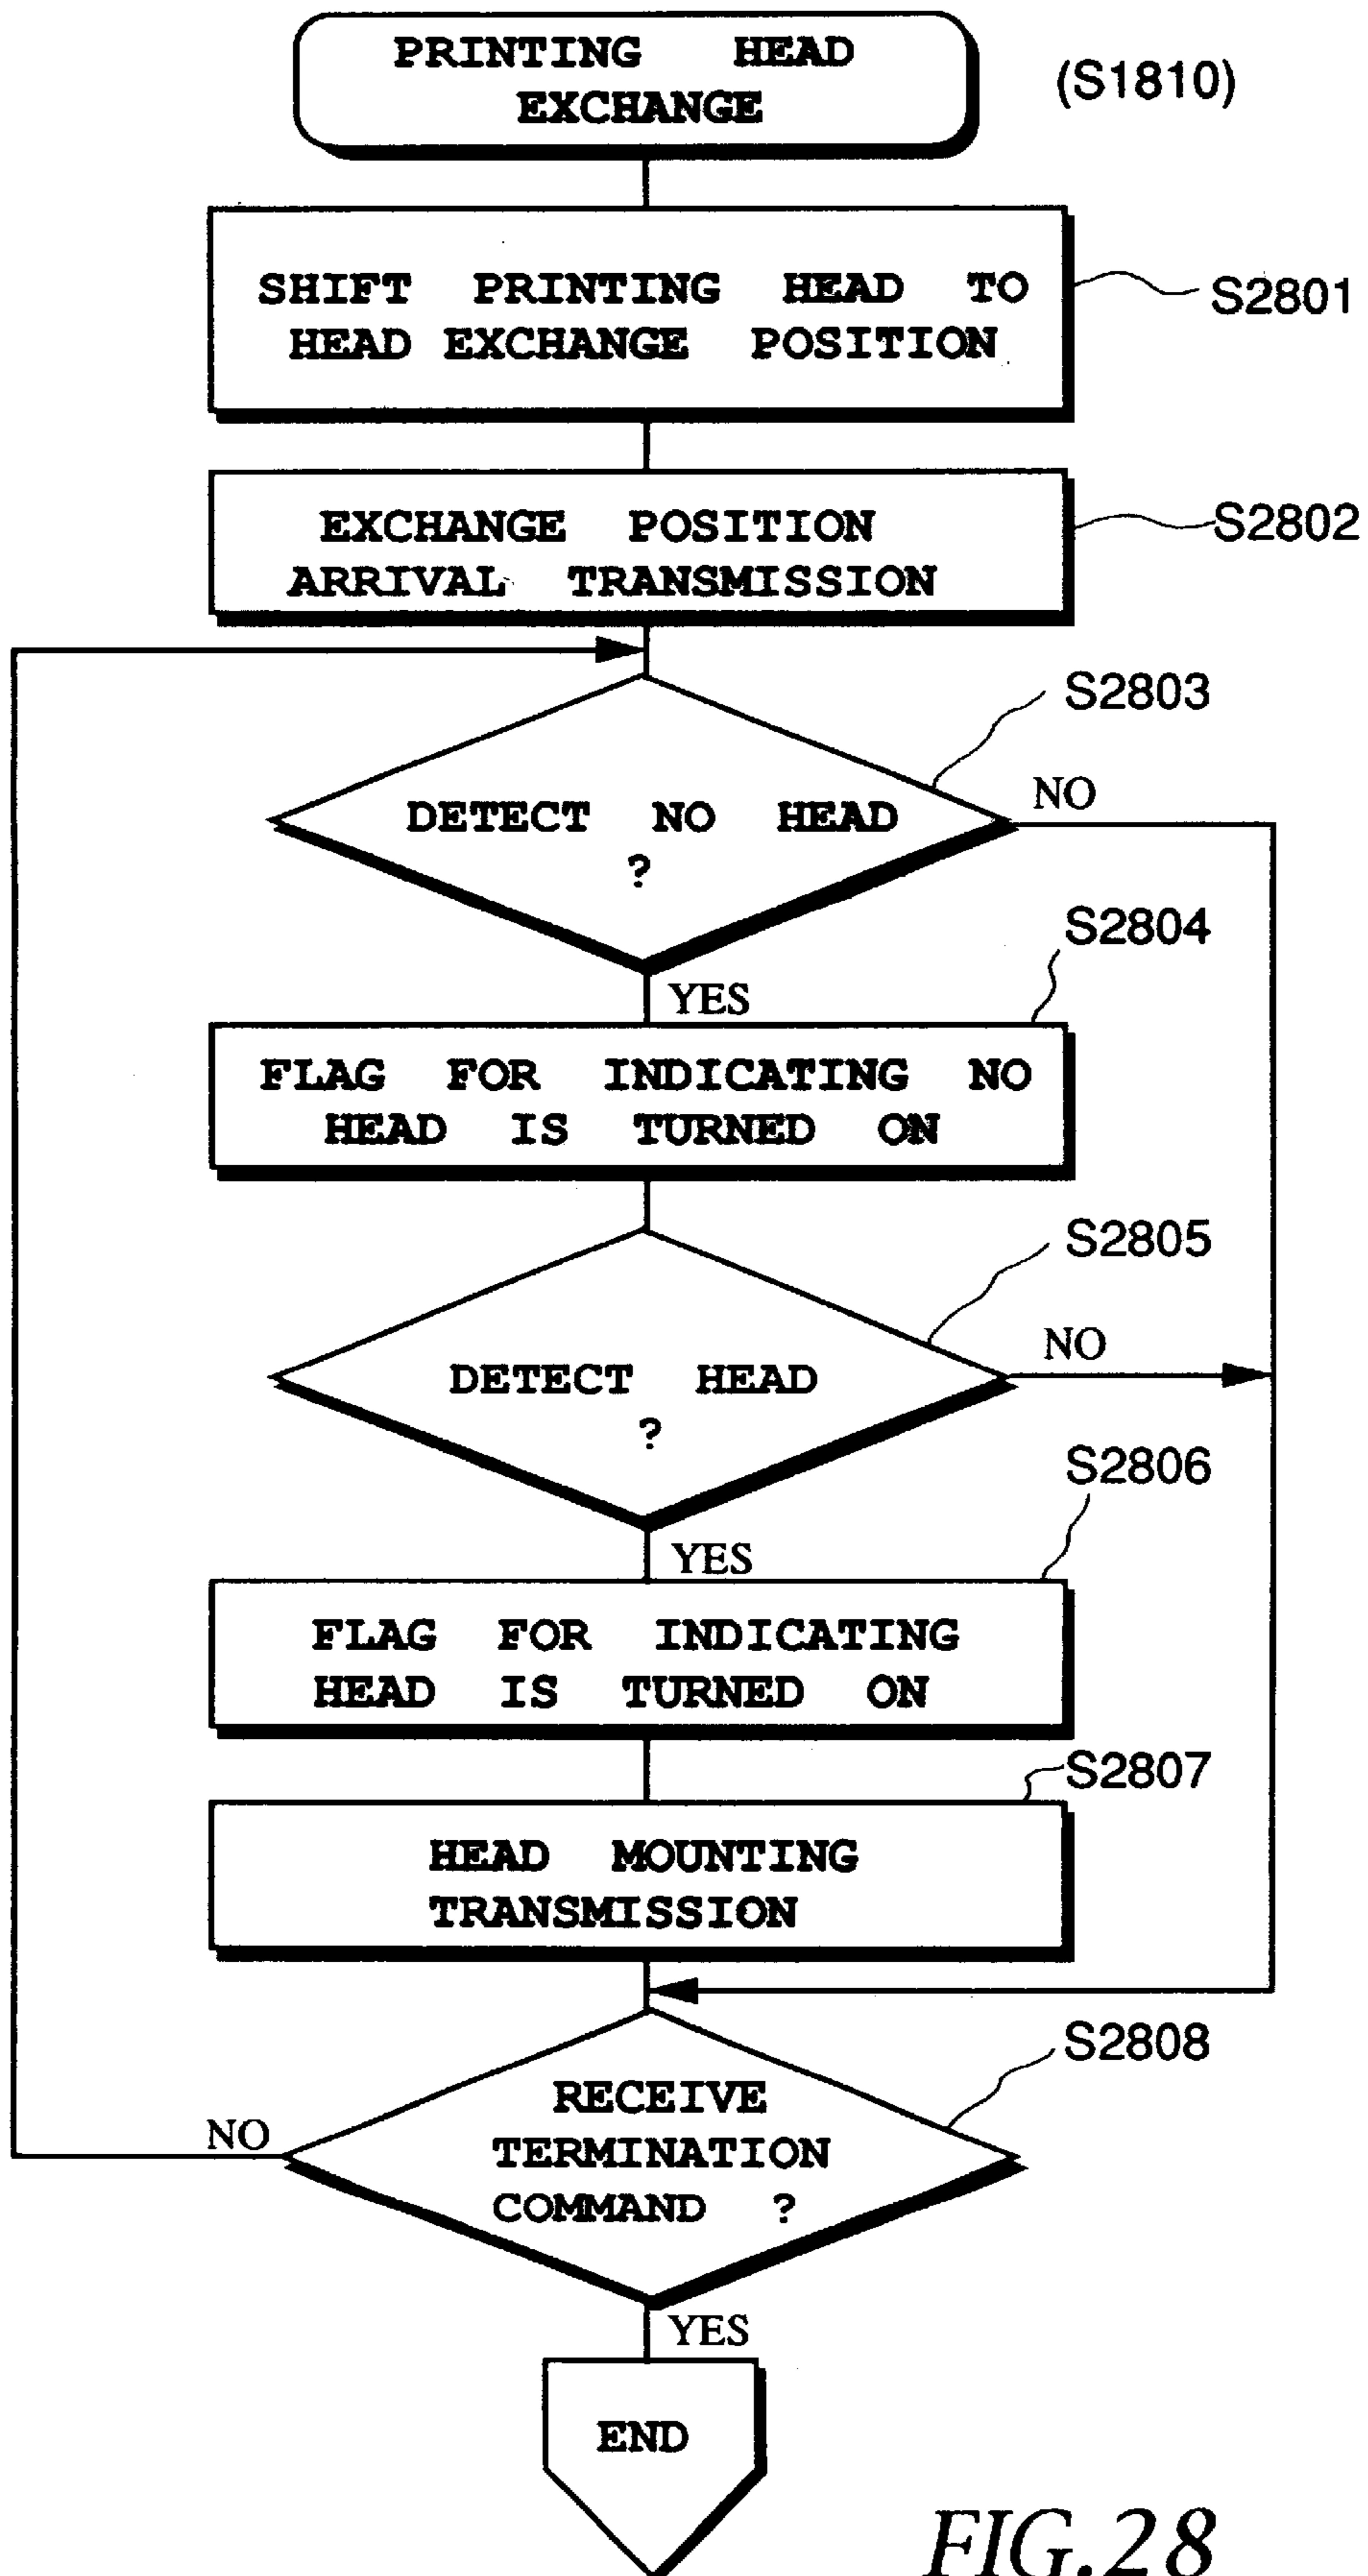 PRINTING HEAD
EXCHANGE
(S1810)
SHIFT PRINTING HEAD TO
HEAD EXCHANGE POSITION
S2801
EXCHANGE POSITION
ARRIVAL TRANSMISSION
S2802
S2803
DETECT NO HEAD
?
NO
YES
S2804
FLAG FOR INDICATING NO
HEAD IS TURNED ON
S2805
DETECT HEAD
?
NO
YES
S2806
FLAG FOR INDICATING
HEAD IS TURNED ON
S2807
HEAD MOUNTING
TRANSMISSION
S2808
RECEIVE
TERMINATION
COMMAND ?
NO
YES
END
FIG.28